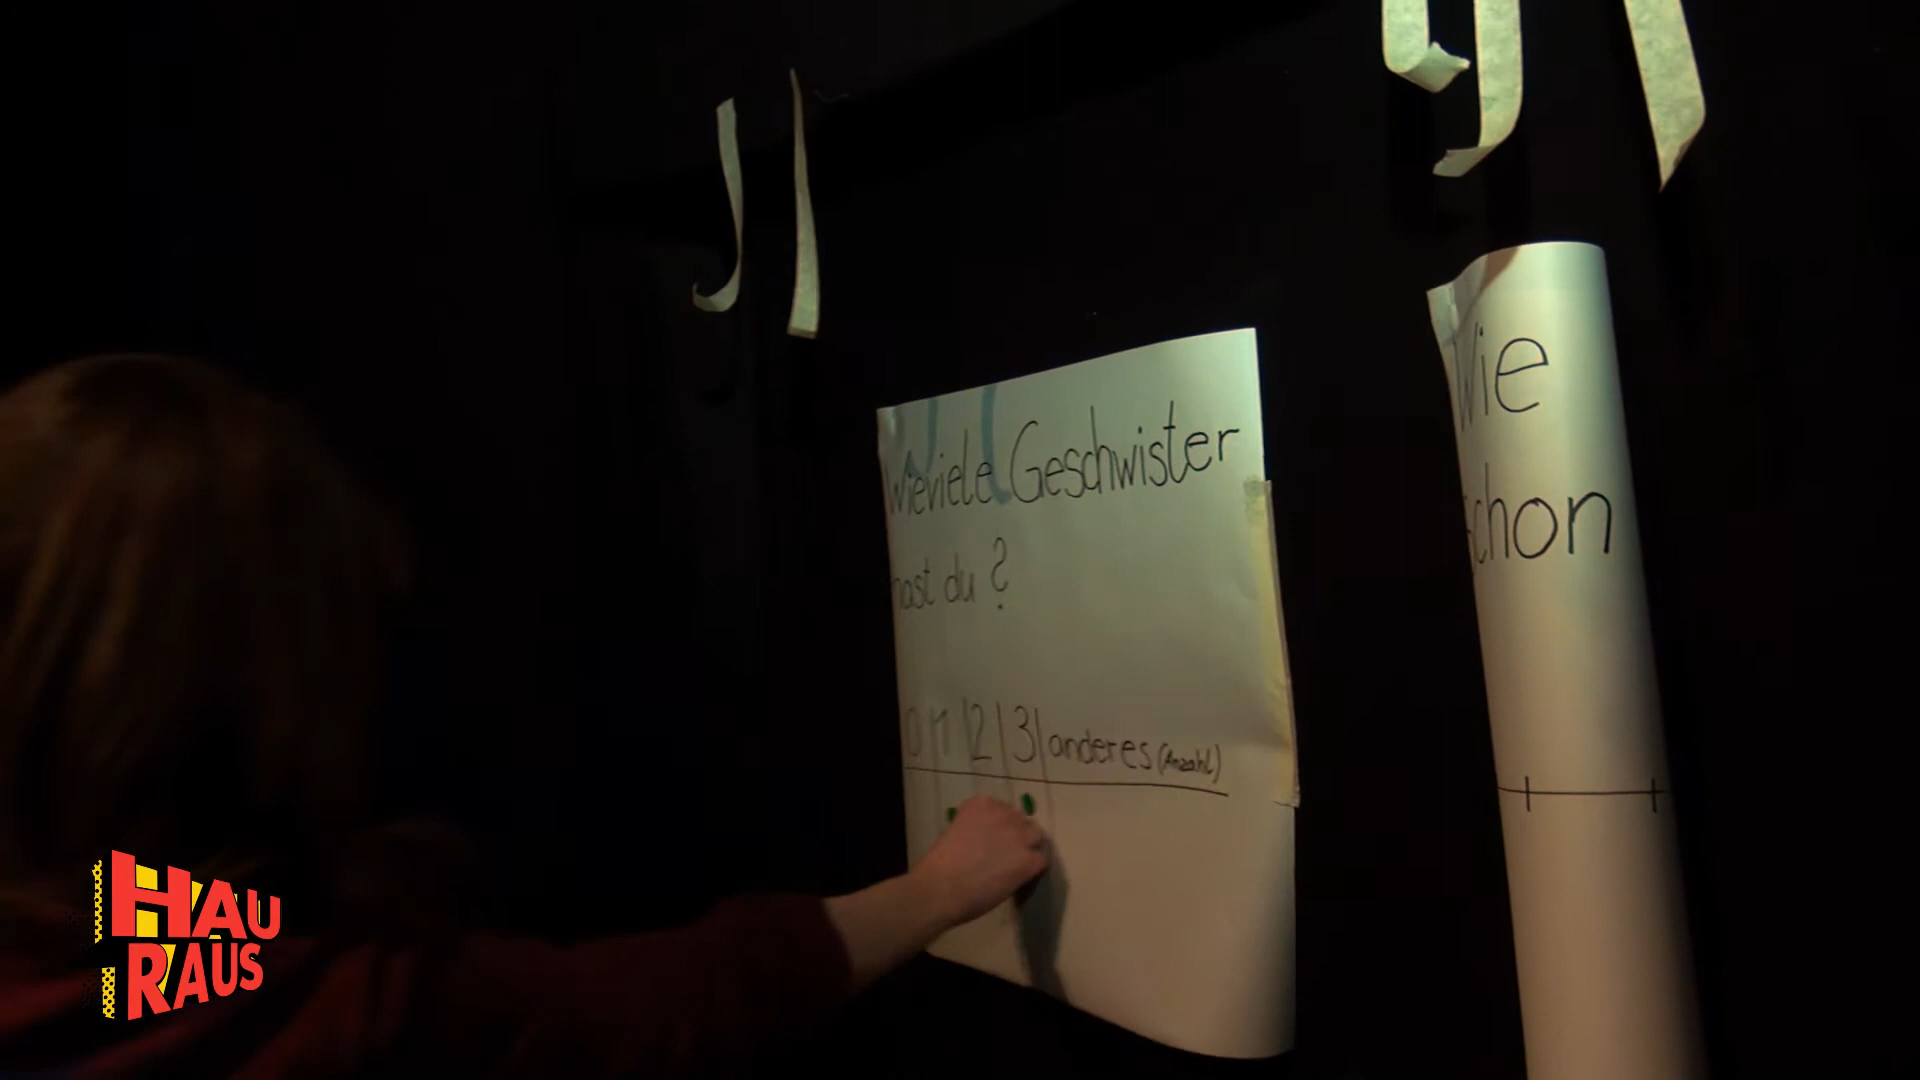 Wieviele Geschwister
hast du?
0 | 1 | 2 | 3 | anderes (Anzahl)
Wie
schon
HAU
RAUS